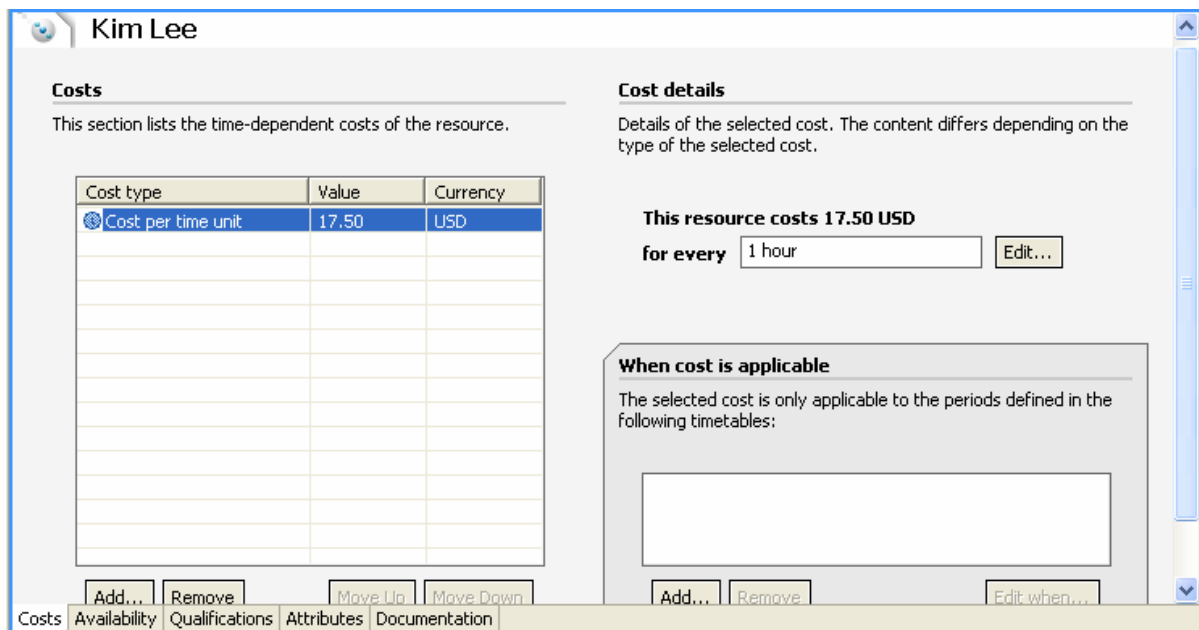 Kim Lee
Costs
This section lists the time-dependent costs of the resource.
Cost type Value Currency
Cost per time unit 17.50 USD
Add... Remove Move Up Move Down
Cost details
Details of the selected cost. The content differs depending on the
type of the selected cost.
This resource costs 17.50 USD
for every 1 hour Edit...
When cost is applicable
The selected cost is only applicable to the periods defined in the
following timetables:
Add... Remove Edit when...
Costs Availability Qualifications Attributes Documentation